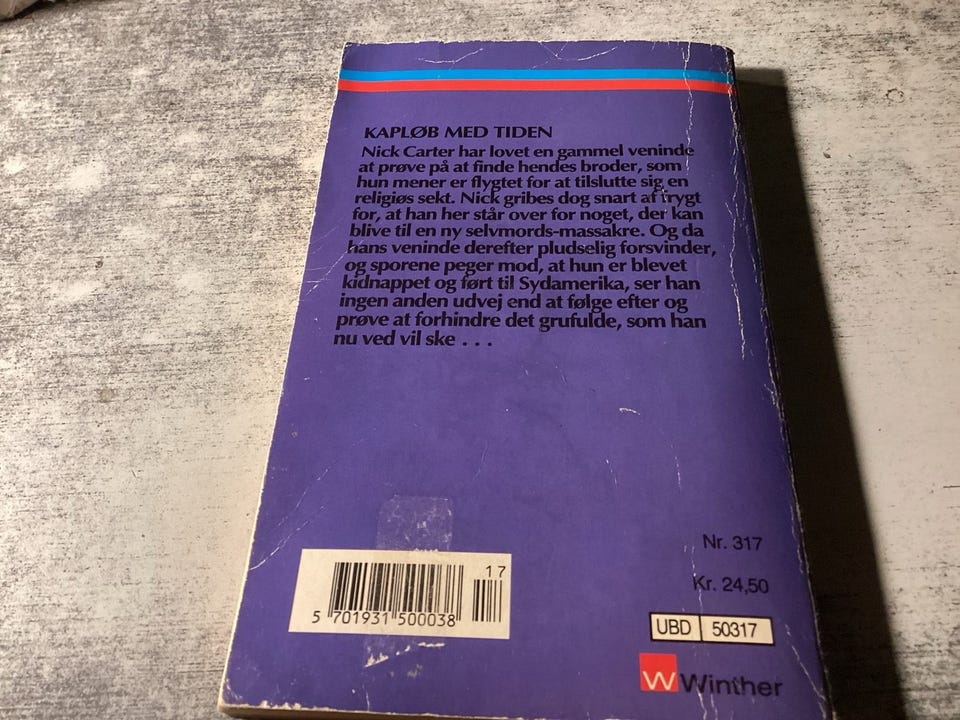 KAPLØB MED TIDEN
Nick Carter har lovet en gammel veninde
at prøve på at finde hendes broder, som
hun mener er flygtet for at tilslutte sig en
religiøs sekt. Nick gribes dog snart af frygt
for, at han her står over for noget, der kan
blive til en ny selvmords-massakre. Og da
hans veninde derefter pludselig forsvinder,
og sporene peger mod, at hun er blevet
kidnappet og ført til Sydamerika, ser han
ingen anden udvej end at følge efter og
prøve at forhindre det grufulde, som han
nu ved vil ske . . .
Nr. 317
Kr. 24,50
17
5 701931 500038
UBD 50317
W Winther